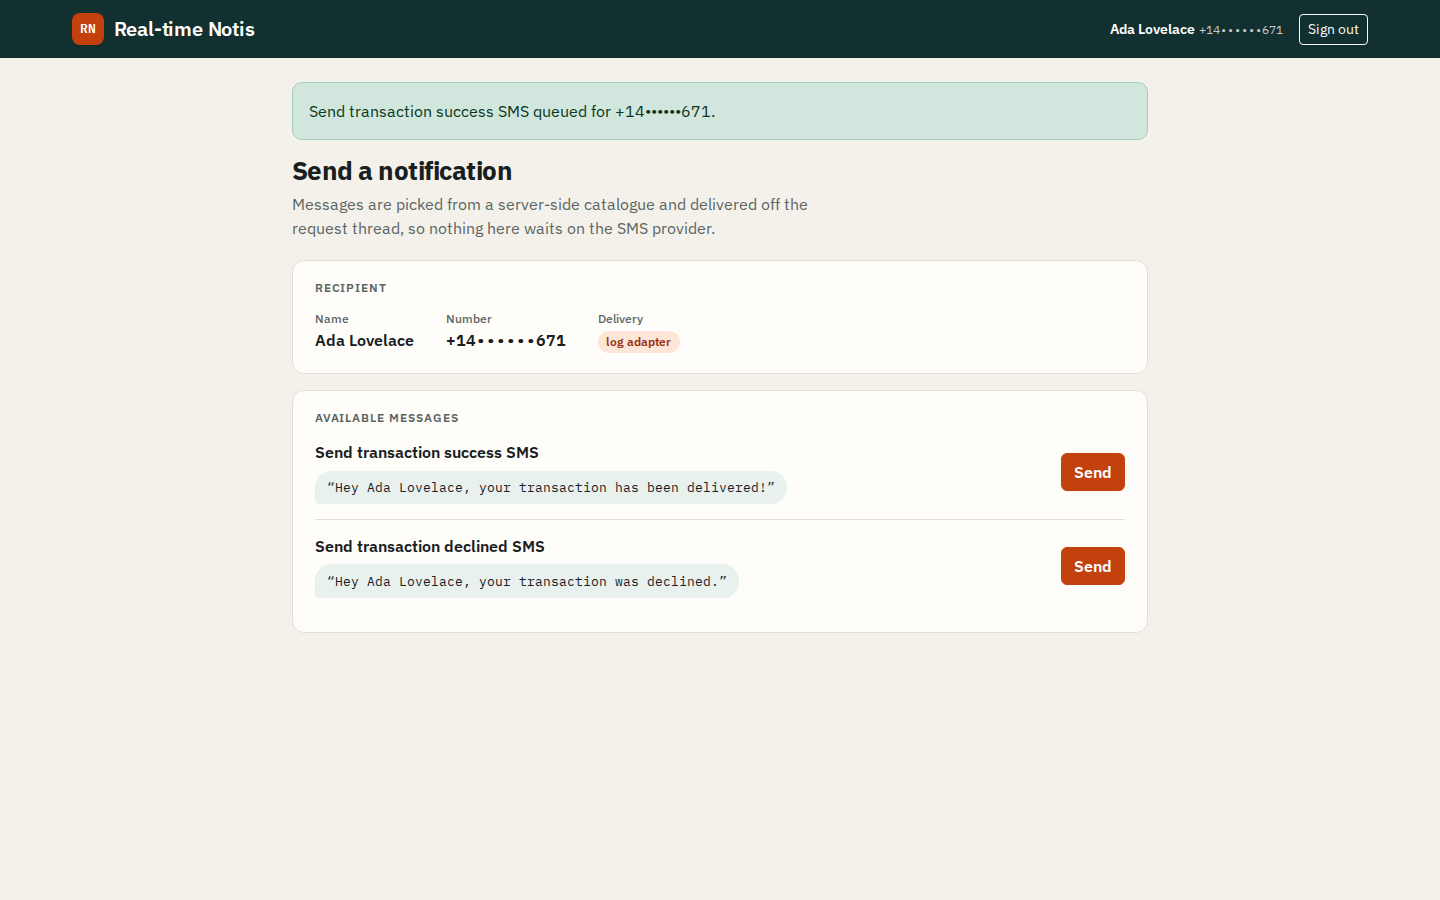 RN
Real-time Notis
Ada Lovelace +14••••••671
Sign out
Send transaction success SMS queued for +14••••••671.
Send a notification
Messages are picked from a server-side catalogue and delivered off the
request thread, so nothing here waits on the SMS provider.
RECIPIENT
Name
Ada Lovelace
Number
+14••••••671
Delivery
log adapter
AVAILABLE MESSAGES
Send transaction success SMS
“Hey Ada Lovelace, your transaction has been delivered!”
Send
Send transaction declined SMS
“Hey Ada Lovelace, your transaction was declined.”
Send